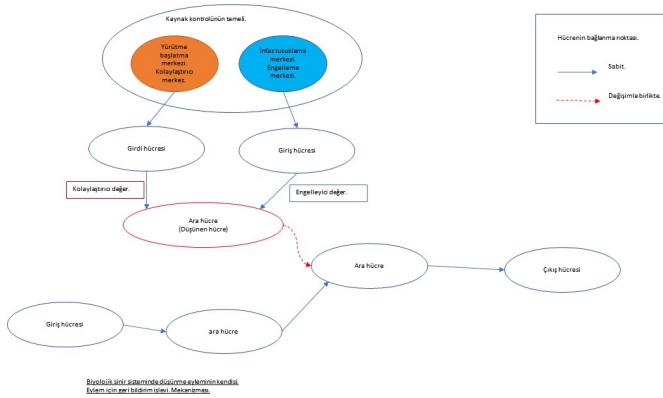 Kaynak kontrolünün temeli.
Yürütme
başlatma
merkezi.
Kolaylaştırıcı
merkez.
İnfaz tutuklama
merkezi.
Engelleme
merkezi.
Hücrenin bağlanma noktası.
Sabit.
Değişimle birlikte.
Girdi hücresi
Giriş hücresi
Kolaylaştırıcı değer.
Engelleyici değer.
Ara hücre
(Düşünen hücre)
Ara hücre
Çıkış hücresi
Giriş hücresi
ara hücre
Biyolojik sinir sisteminde düşünme eyleminin kendisi.
Eylem için geri bildirim işlevi. Mekanizması.